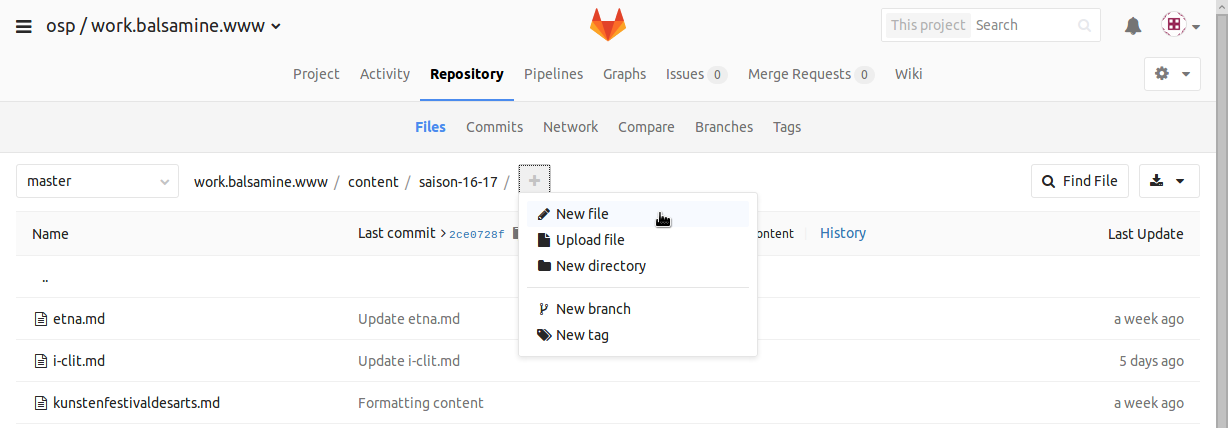 osp / work.balsamine.www
This project Search
Project Activity Repository Pipelines Graphs Issues 0 Merge Requests 0 Wiki
Files Commits Network Compare Branches Tags
master work.balsamine.www / content / saison-16-17 / + Find File
New file
Upload file
New directory
New branch
New tag
Name Last commit > 2ce0728f ontent History Last Update
..
etna.md Update etna.md a week ago
i-clit.md Update i-clit.md 5 days ago
kunstenfestivaldesarts.md Formatting content a week ago